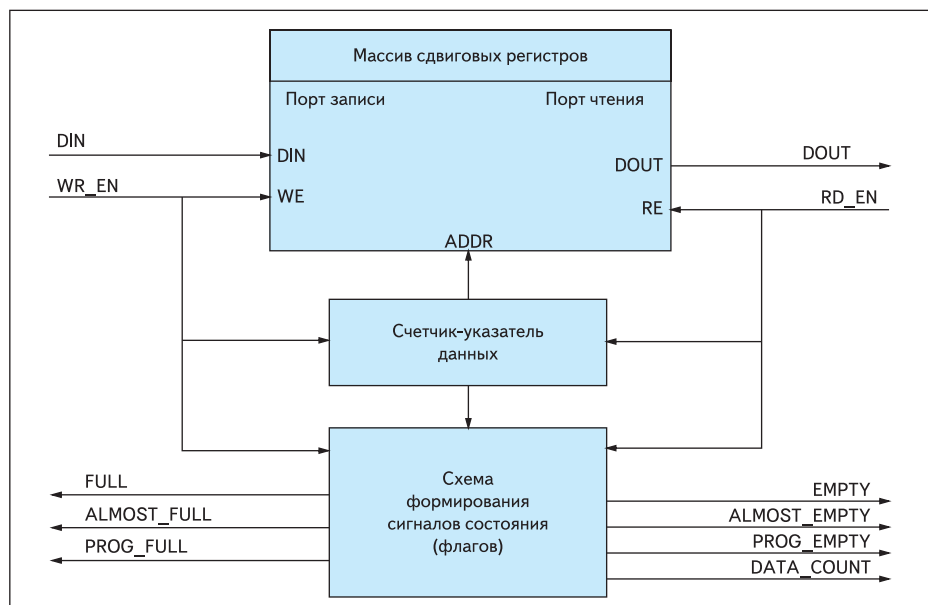 Массив сдвиговых регистров
Порт записи
Порт чтения
DIN
DIN
DOUT
DOUT
WR_EN
WE
RE
RD_EN
ADDR
Счетчик-указатель
данных
Схема
формирования
сигналов состояния
(флагов)
FULL
ALMOST_FULL
PROG_FULL
EMPTY
ALMOST_EMPTY
PROG_EMPTY
DATA_COUNT